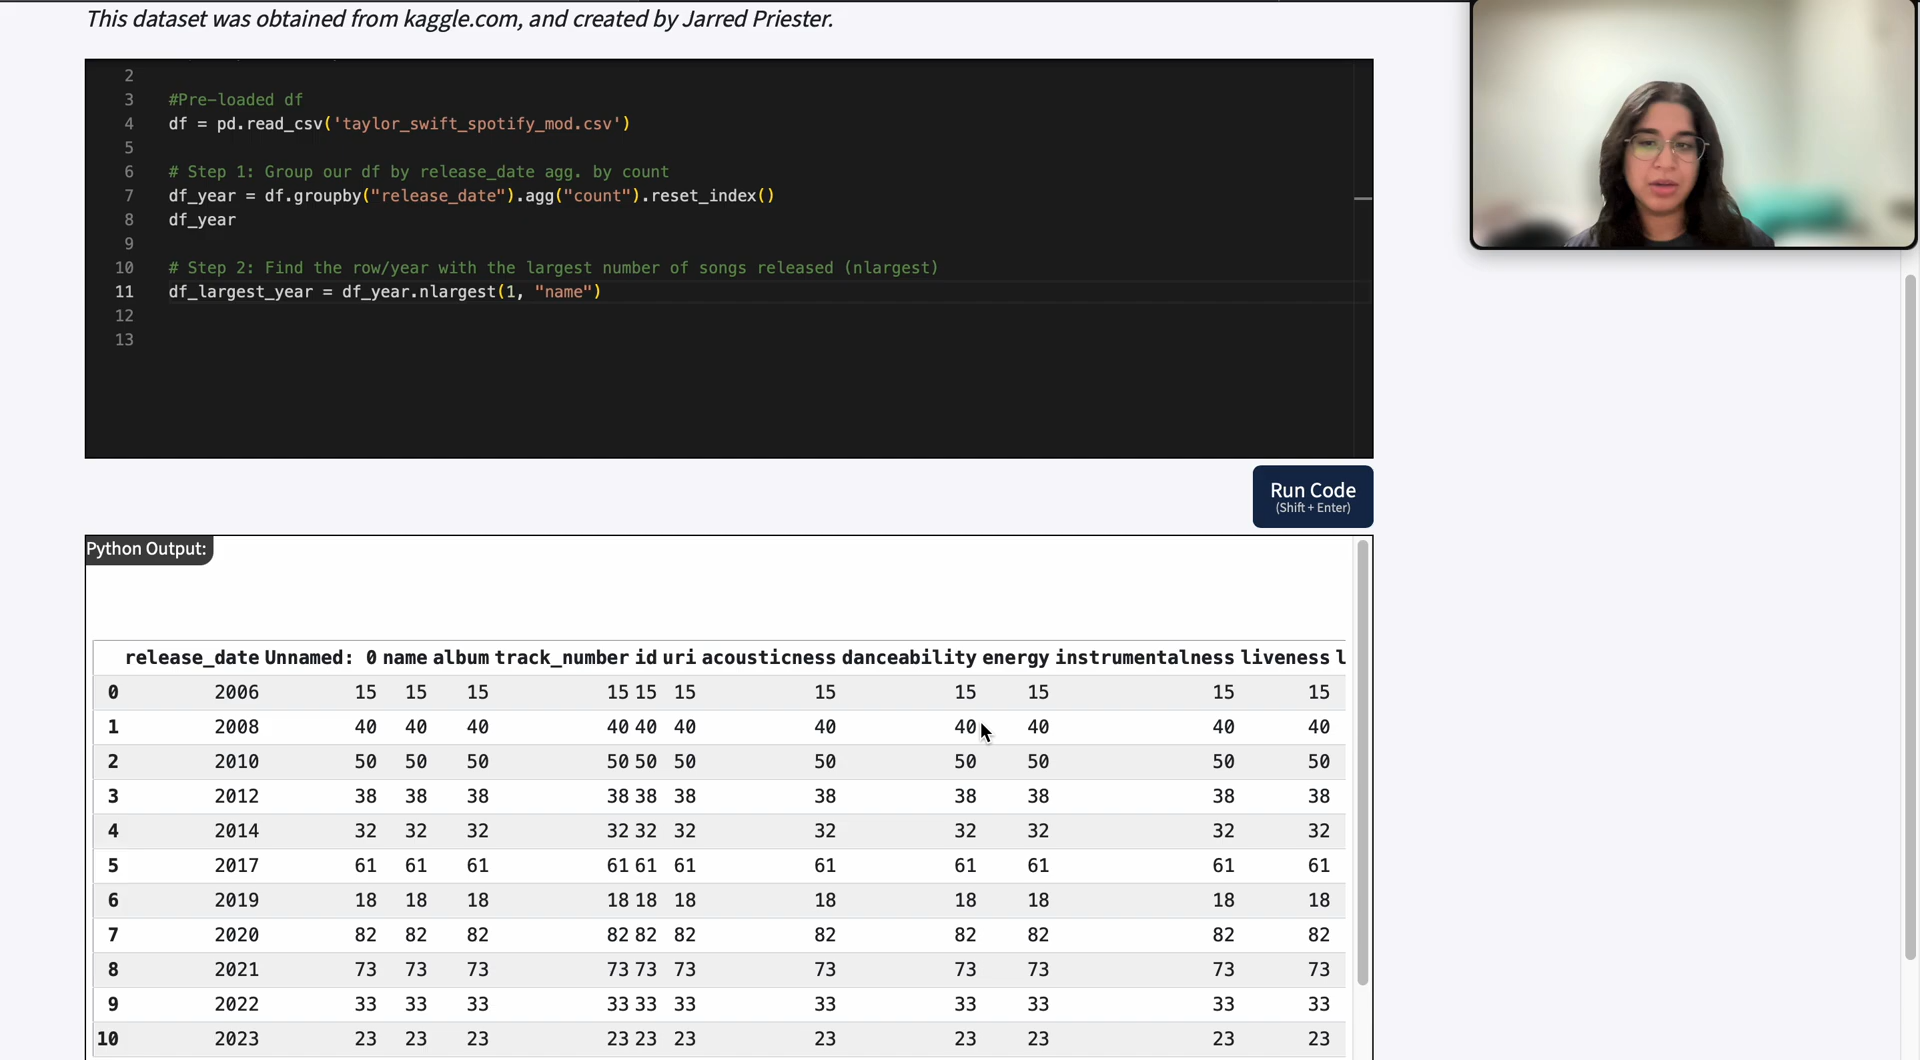 This dataset was obtained from kaggle.com, and created by Jarred Priester.
2
3 #Pre-loaded df
4 df = pd.read_csv('taylor_swift_spotify_mod.csv')
5
6 # Step 1: Group our df by release_date agg. by count
7 df_year = df.groupby("release_date").agg("count").reset_index()
8 df_year
9
10 # Step 2: Find the row/year with the largest number of songs released (nlargest)
11 df_largest_year = df_year.nlargest(1, "name")
12
13
Run Code
(Shift + Enter)
Python Output:
release_date Unnamed: 0 name album track_number id uri acousticness danceability energy instrumentalness liveness l
0 2006 15 15 15 15 15 15 15 15 15 15 15
1 2008 40 40 40 40 40 40 40 40 40 40 40
2 2010 50 50 50 50 50 50 50 50 50 50 50
3 2012 38 38 38 38 38 38 38 38 38 38 38
4 2014 32 32 32 32 32 32 32 32 32 32 32
5 2017 61 61 61 61 61 61 61 61 61 61 61
6 2019 18 18 18 18 18 18 18 18 18 18 18
7 2020 82 82 82 82 82 82 82 82 82 82 82
8 2021 73 73 73 73 73 73 73 73 73 73 73
9 2022 33 33 33 33 33 33 33 33 33 33 33
10 2023 23 23 23 23 23 23 23 23 23 23 23